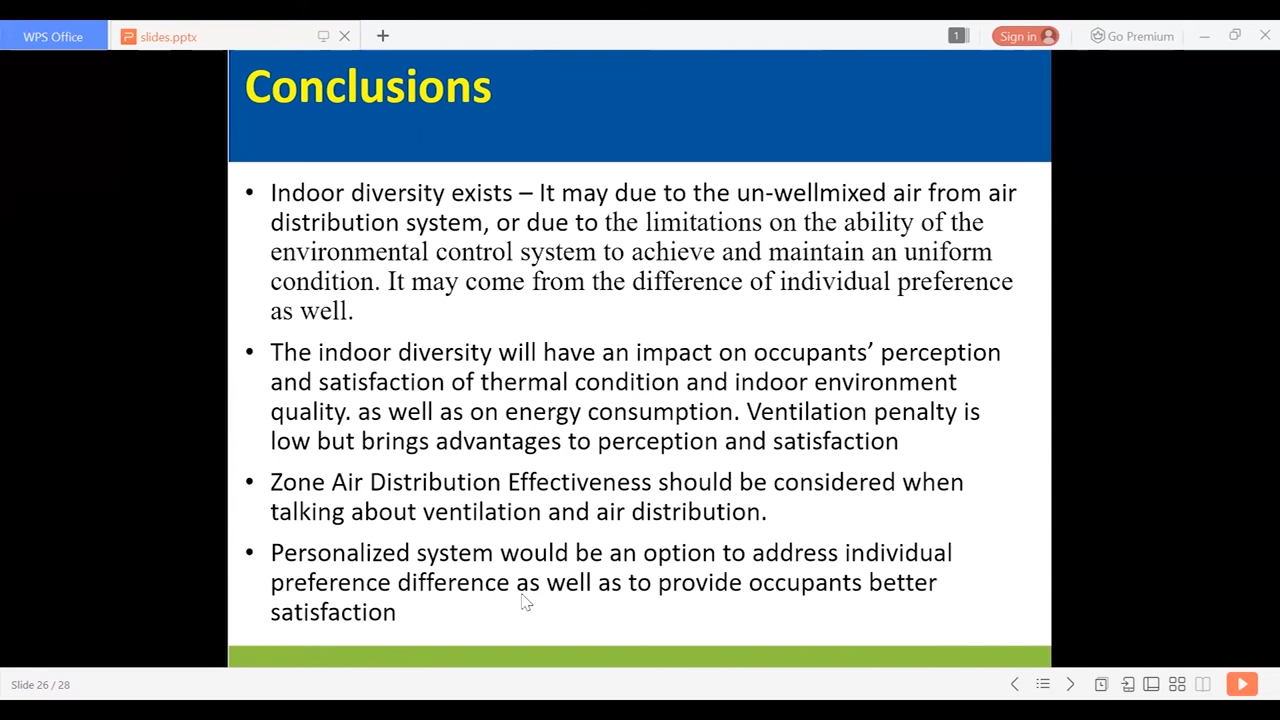 WPS Office
slides.pptx
1
Sign in
Go Premium
Conclusions
• Indoor diversity exists – It may due to the un-wellmixed air from air
distribution system, or due to the limitations on the ability of the
environmental control system to achieve and maintain an uniform
condition. It may come from the difference of individual preference
as well.
• The indoor diversity will have an impact on occupants’ perception
and satisfaction of thermal condition and indoor environment
quality. as well as on energy consumption. Ventilation penalty is
low but brings advantages to perception and satisfaction
• Zone Air Distribution Effectiveness should be considered when
talking about ventilation and air distribution.
• Personalized system would be an option to address individual
preference difference as well as to provide occupants better
satisfaction
Slide 26 / 28